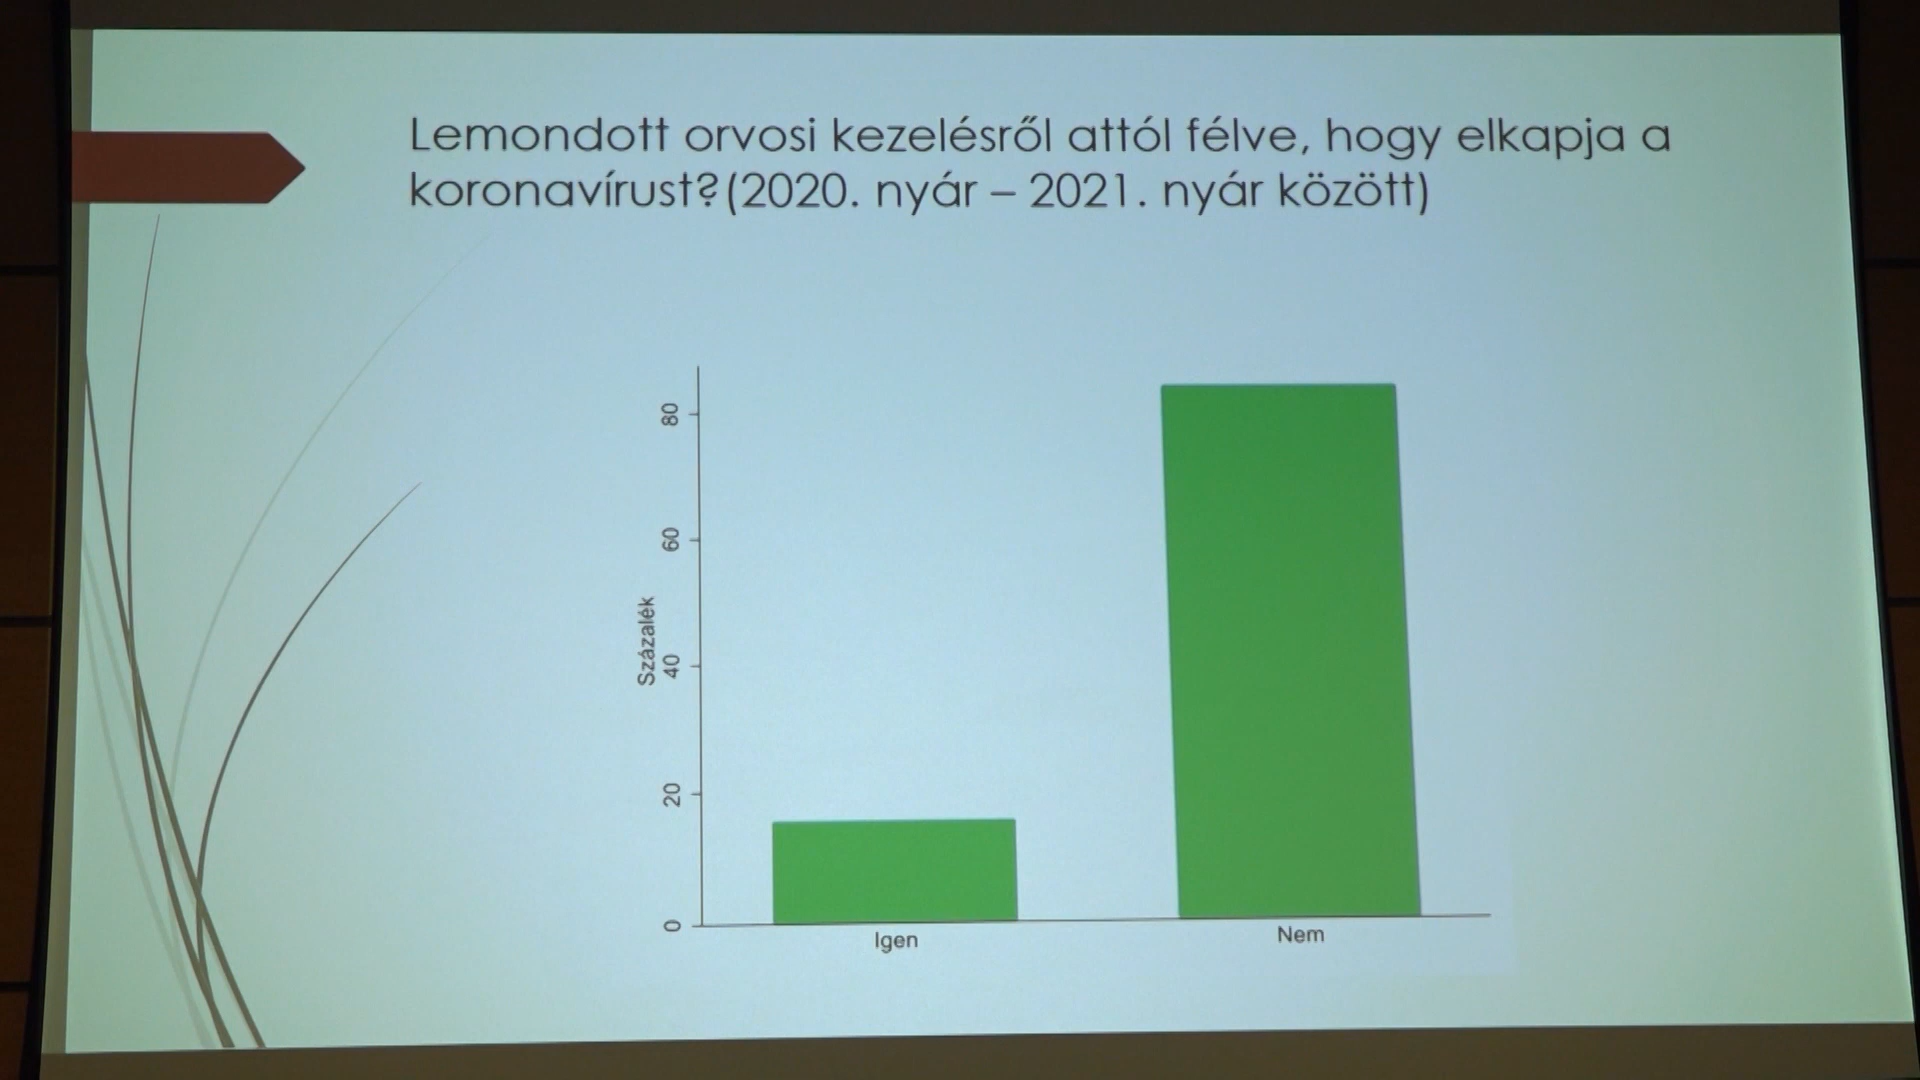 Lemondott orvosi kezelésről attól félve, hogy elkapja a
koronavírust?(2020. nyár – 2021. nyár között)
80
60
Százalék
40
20
0
Igen
Nem